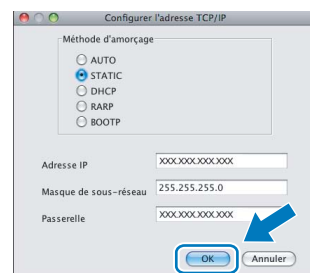 Configurer l'adresse TCP/IP
Méthode d'amorçage
AUTO
STATIC
DHCP
RARP
BOOTP
Adresse IP XXX.XXX.XXX.XXX
Masque de sous-réseau 255.255.255.0
Passerelle XXX.XXX.XXX.XXX
OK Annuler